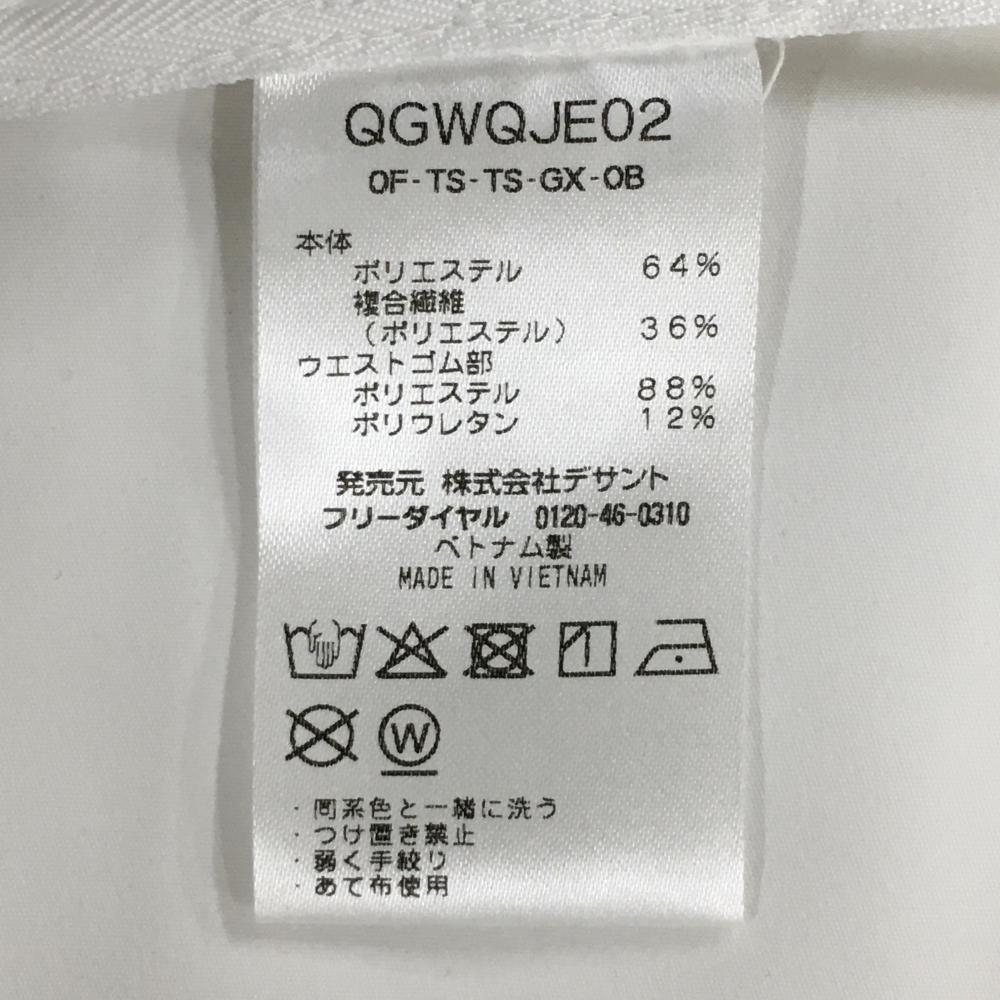 QGWQJE02
OF-TS-TS-GX-OB
本体
ポリエステル 64%
複合繊維
(ポリエステル) 36%
ウエストゴム部
ポリエステル 88%
ポリウレタン 12%
発売元 株式会社デサント
フリーダイヤル 0120-46-0310
ベトナム製
MADE IN VIETNAM
W
・同系色と一緒に洗う
・つけ置き禁止
・弱く手絞り
・あて布使用